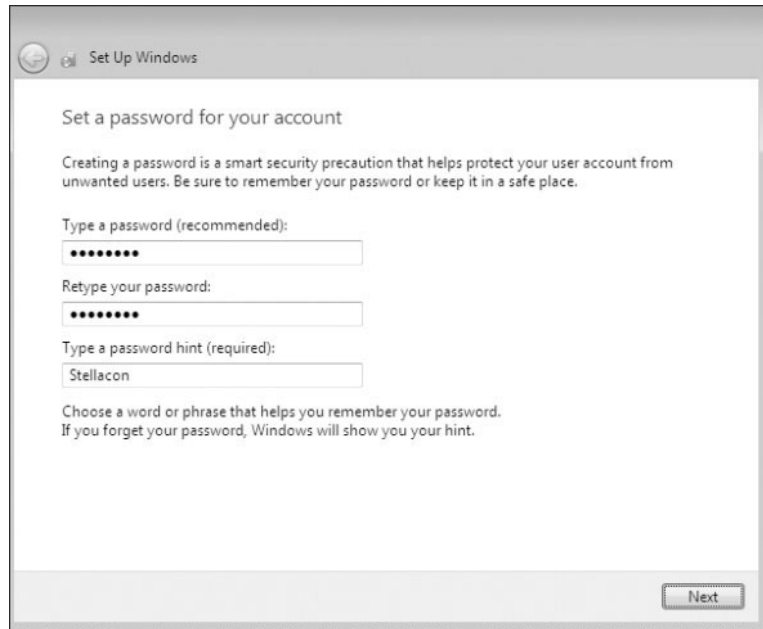 Set Up Windows
Set a password for your account
Creating a password is a smart security precaution that helps protect your user account from
unwanted users. Be sure to remember your password or keep it in a safe place.
Type a password (recommended):
••••••••
Retype your password:
••••••••
Type a password hint (required):
Stellacon
Choose a word or phrase that helps you remember your password.
If you forget your password, Windows will show you your hint.
Next